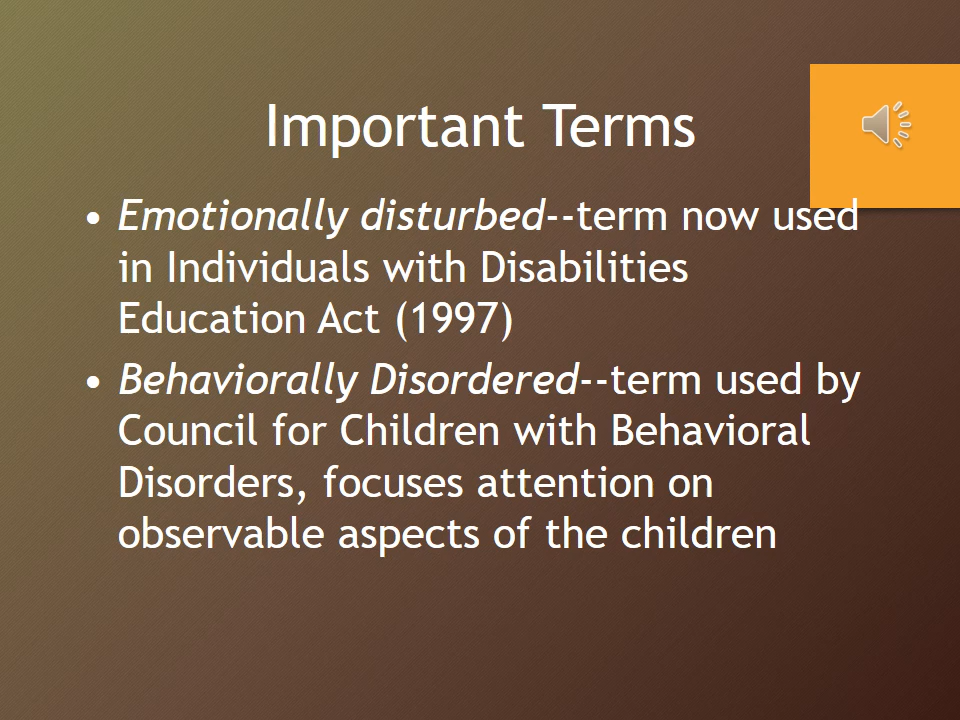 Important Terms
• Emotionally disturbed--term now used
in Individuals with Disabilities
Education Act (1997)
• Behaviorally Disordered--term used by
Council for Children with Behavioral
Disorders, focuses attention on
observable aspects of the children